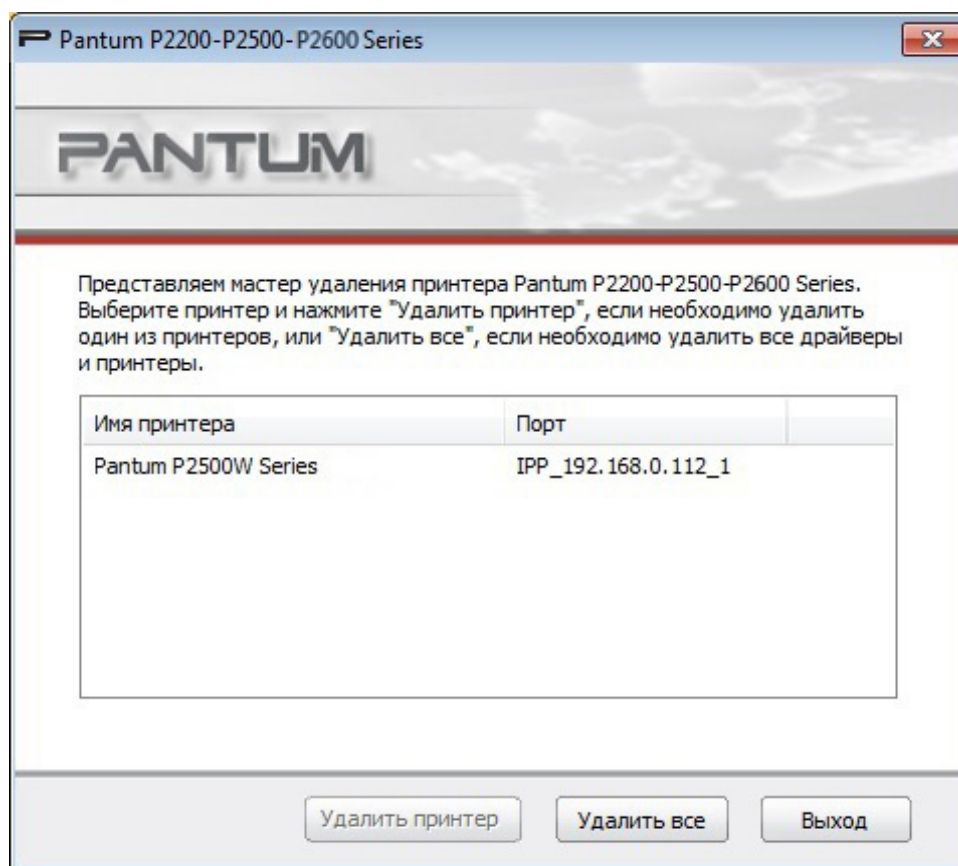 Pantum P2200-P2500-P2600 Series
PANTUM
Представляем мастер удаления принтера Pantum P2200-P2500-P2600 Series.
Выберите принтер и нажмите "Удалить принтер", если необходимо удалить
один из принтеров, или "Удалить все", если необходимо удалить все драйверы
и принтеры.
Имя принтера Порт
Pantum P2500W Series IPP_192.168.0.112_1
Удалить принтер Удалить все Выход